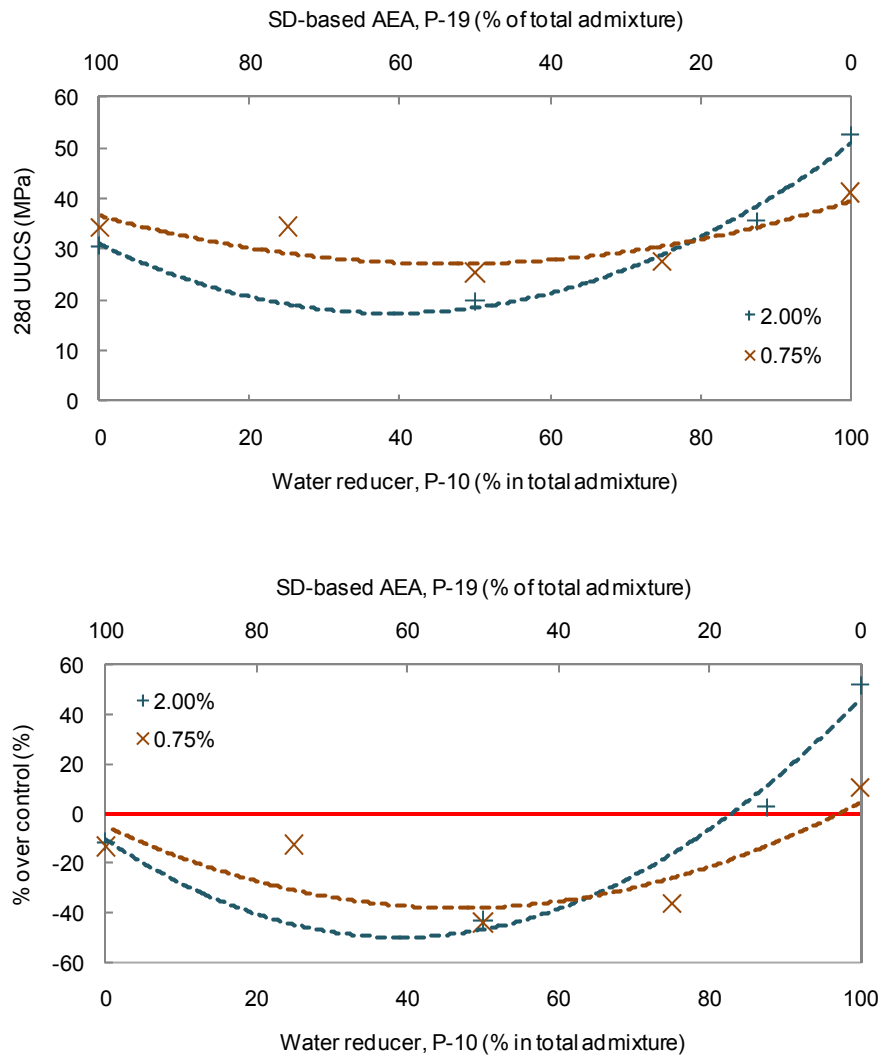 SD-based AEA, P-19 (% of total admixture)
100 80 60 40 20 0
60
50
40
30
20
10
0
28d UUCS (MPa)
2.00%
0.75%
0 20 40 60 80 100
Water reducer, P-10 (% in total admixture)
SD-based AEA, P-19 (% of total admixture)
100 80 60 40 20 0
60
40
20
0
-20
-40
-60
% over control (%)
2.00%
0.75%
0 20 40 60 80 100
Water reducer, P-10 (% in total admixture)